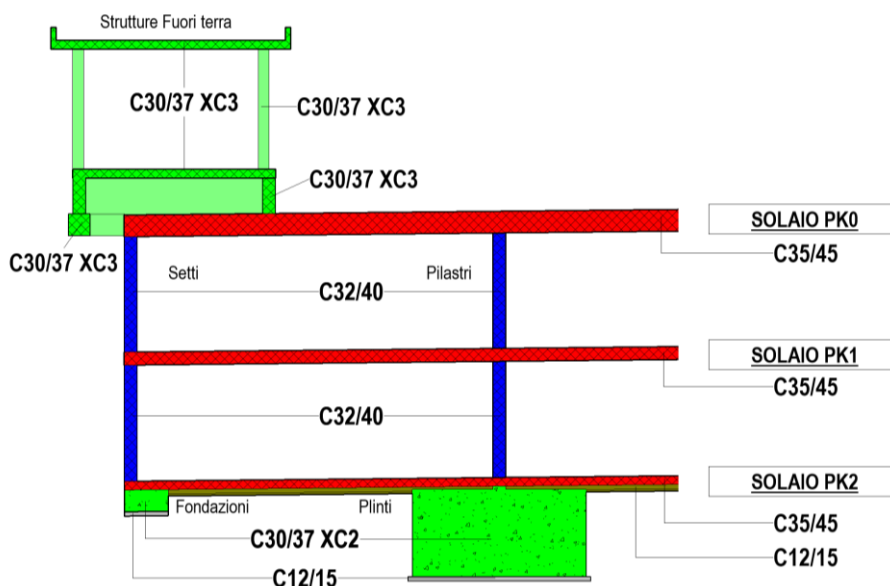 Strutture Fuori terra
C30/37 XC3
C30/37 XC3
C30/37 XC3
SOLAIO PK0
C35/45
C30/37 XC3
Setti
Pilastri
C32/40
SOLAIO PK1
C35/45
C32/40
SOLAIO PK2
Fondazioni
Plinti
C35/45
C30/37 XC2
C12/15
C12/15